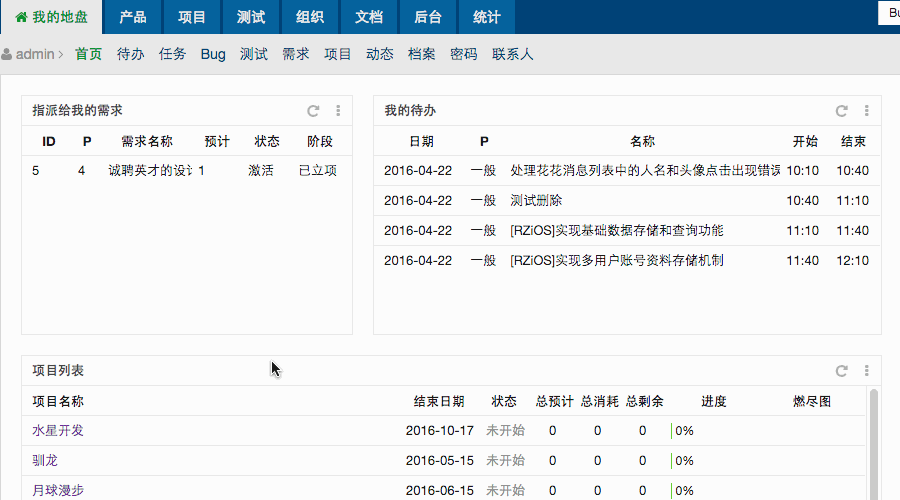 我的地盘 产品 项目 测试 组织 文档 后台 统计 Bu
admin 首页 待办 任务 Bug 测试 需求 项目 动态 档案 密码 联系人
指派给我的需求
ID P 需求名称 预计 状态 阶段
5 4 诚聘英才的设 1 激活 已立项
我的待办
日期 P 名称 开始 结束
2016-04-22 一般 处理花花消息列表中的人名和头像点击出现错误 10:10 10:40
2016-04-22 一般 测试删除 10:40 11:10
2016-04-22 一般 [RZiOS]实现基础数据存储和查询功能 11:10 11:40
2016-04-22 一般 [RZiOS]实现多用户账号资料存储机制 11:40 12:10
项目列表
项目名称 结束日期 状态 总预计 总消耗 总剩余 进度 燃尽图
水星开发 2016-10-17 未开始 0 0 0 0%
驯龙 2016-05-15 未开始 0 0 0 0%
月球漫步 2016-06-15 未开始 0 0 0 0%